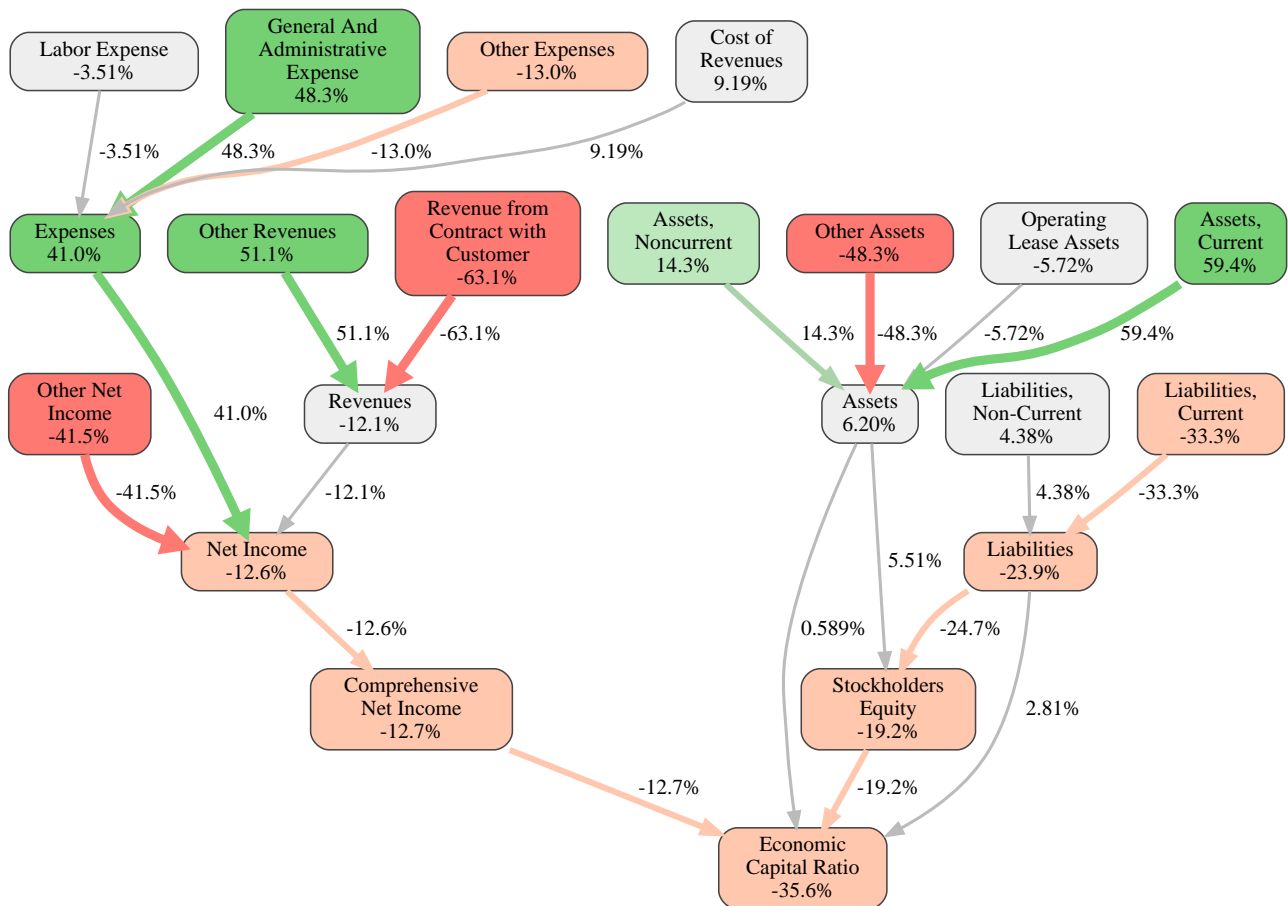 Labor Expense
-3.51%
General And
Administrative
Expense
48.3%
Other Expenses
-13.0%
Cost of
Revenues
9.19%
-3.51%
48.3%
-13.0%
9.19%
Expenses
41.0%
Other Revenues
51.1%
Revenue from
Contract with
Customer
-63.1%
Assets,
Noncurrent
14.3%
Other Assets
-48.3%
Operating
Lease Assets
-5.72%
Assets,
Current
59.4%
51.1%
-63.1%
14.3%
-48.3%
-5.72%
59.4%
Other Net
Income
-41.5%
41.0%
Revenues
-12.1%
Assets
6.20%
Liabilities,
Non-Current
4.38%
Liabilities,
Current
-33.3%
-41.5%
-12.1%
4.38%
-33.3%
Net Income
-12.6%
5.51%
Liabilities
-23.9%
-12.6%
0.589%
-24.7%
Comprehensive
Net Income
-12.7%
Stockholders
Equity
-19.2%
2.81%
-12.7%
-19.2%
Economic
Capital Ratio
-35.6%